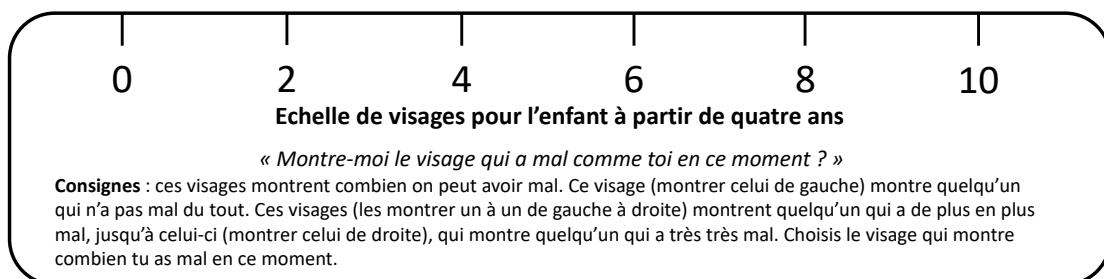 0 2 4 6 8 10
Echelle de visages pour l’enfant à partir de quatre ans
« Montre-moi le visage qui a mal comme toi en ce moment ? »
Consignes : ces visages montrent combien on peut avoir mal. Ce visage (montrer celui de gauche) montre quelqu’un
qui n’a pas mal du tout. Ces visages (les montrer un à un de gauche à droite) montrent quelqu’un qui a de plus en plus
mal, jusqu’à celui-ci (montrer celui de droite), qui montre quelqu’un qui a très très mal. Choisis le visage qui montre
combien tu as mal en ce moment.